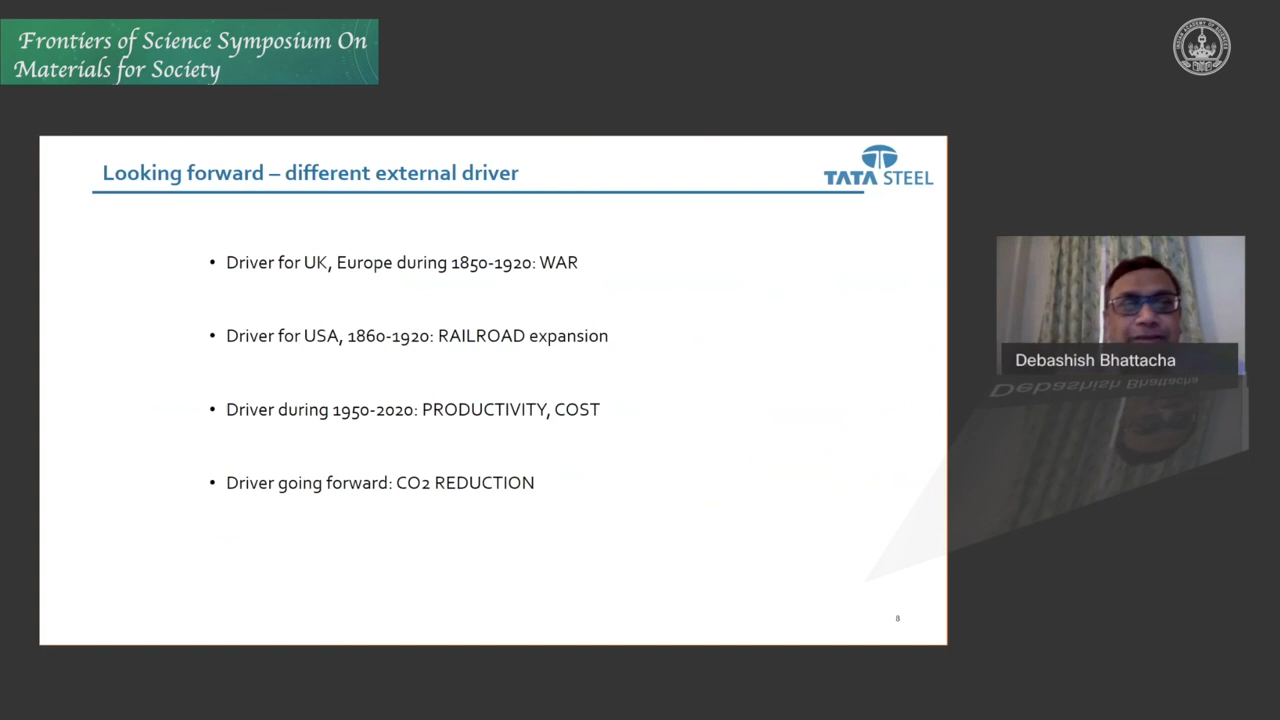 Frontiers of Science Symposium On
Materials for Society
Looking forward – different external driver
TATA STEEL
• Driver for UK, Europe during 1850-1920: WAR
• Driver for USA, 1860-1920: RAILROAD expansion
• Driver during 1950-2020: PRODUCTIVITY, COST
• Driver going forward: CO2 REDUCTION
8
Debashish Bhattacha